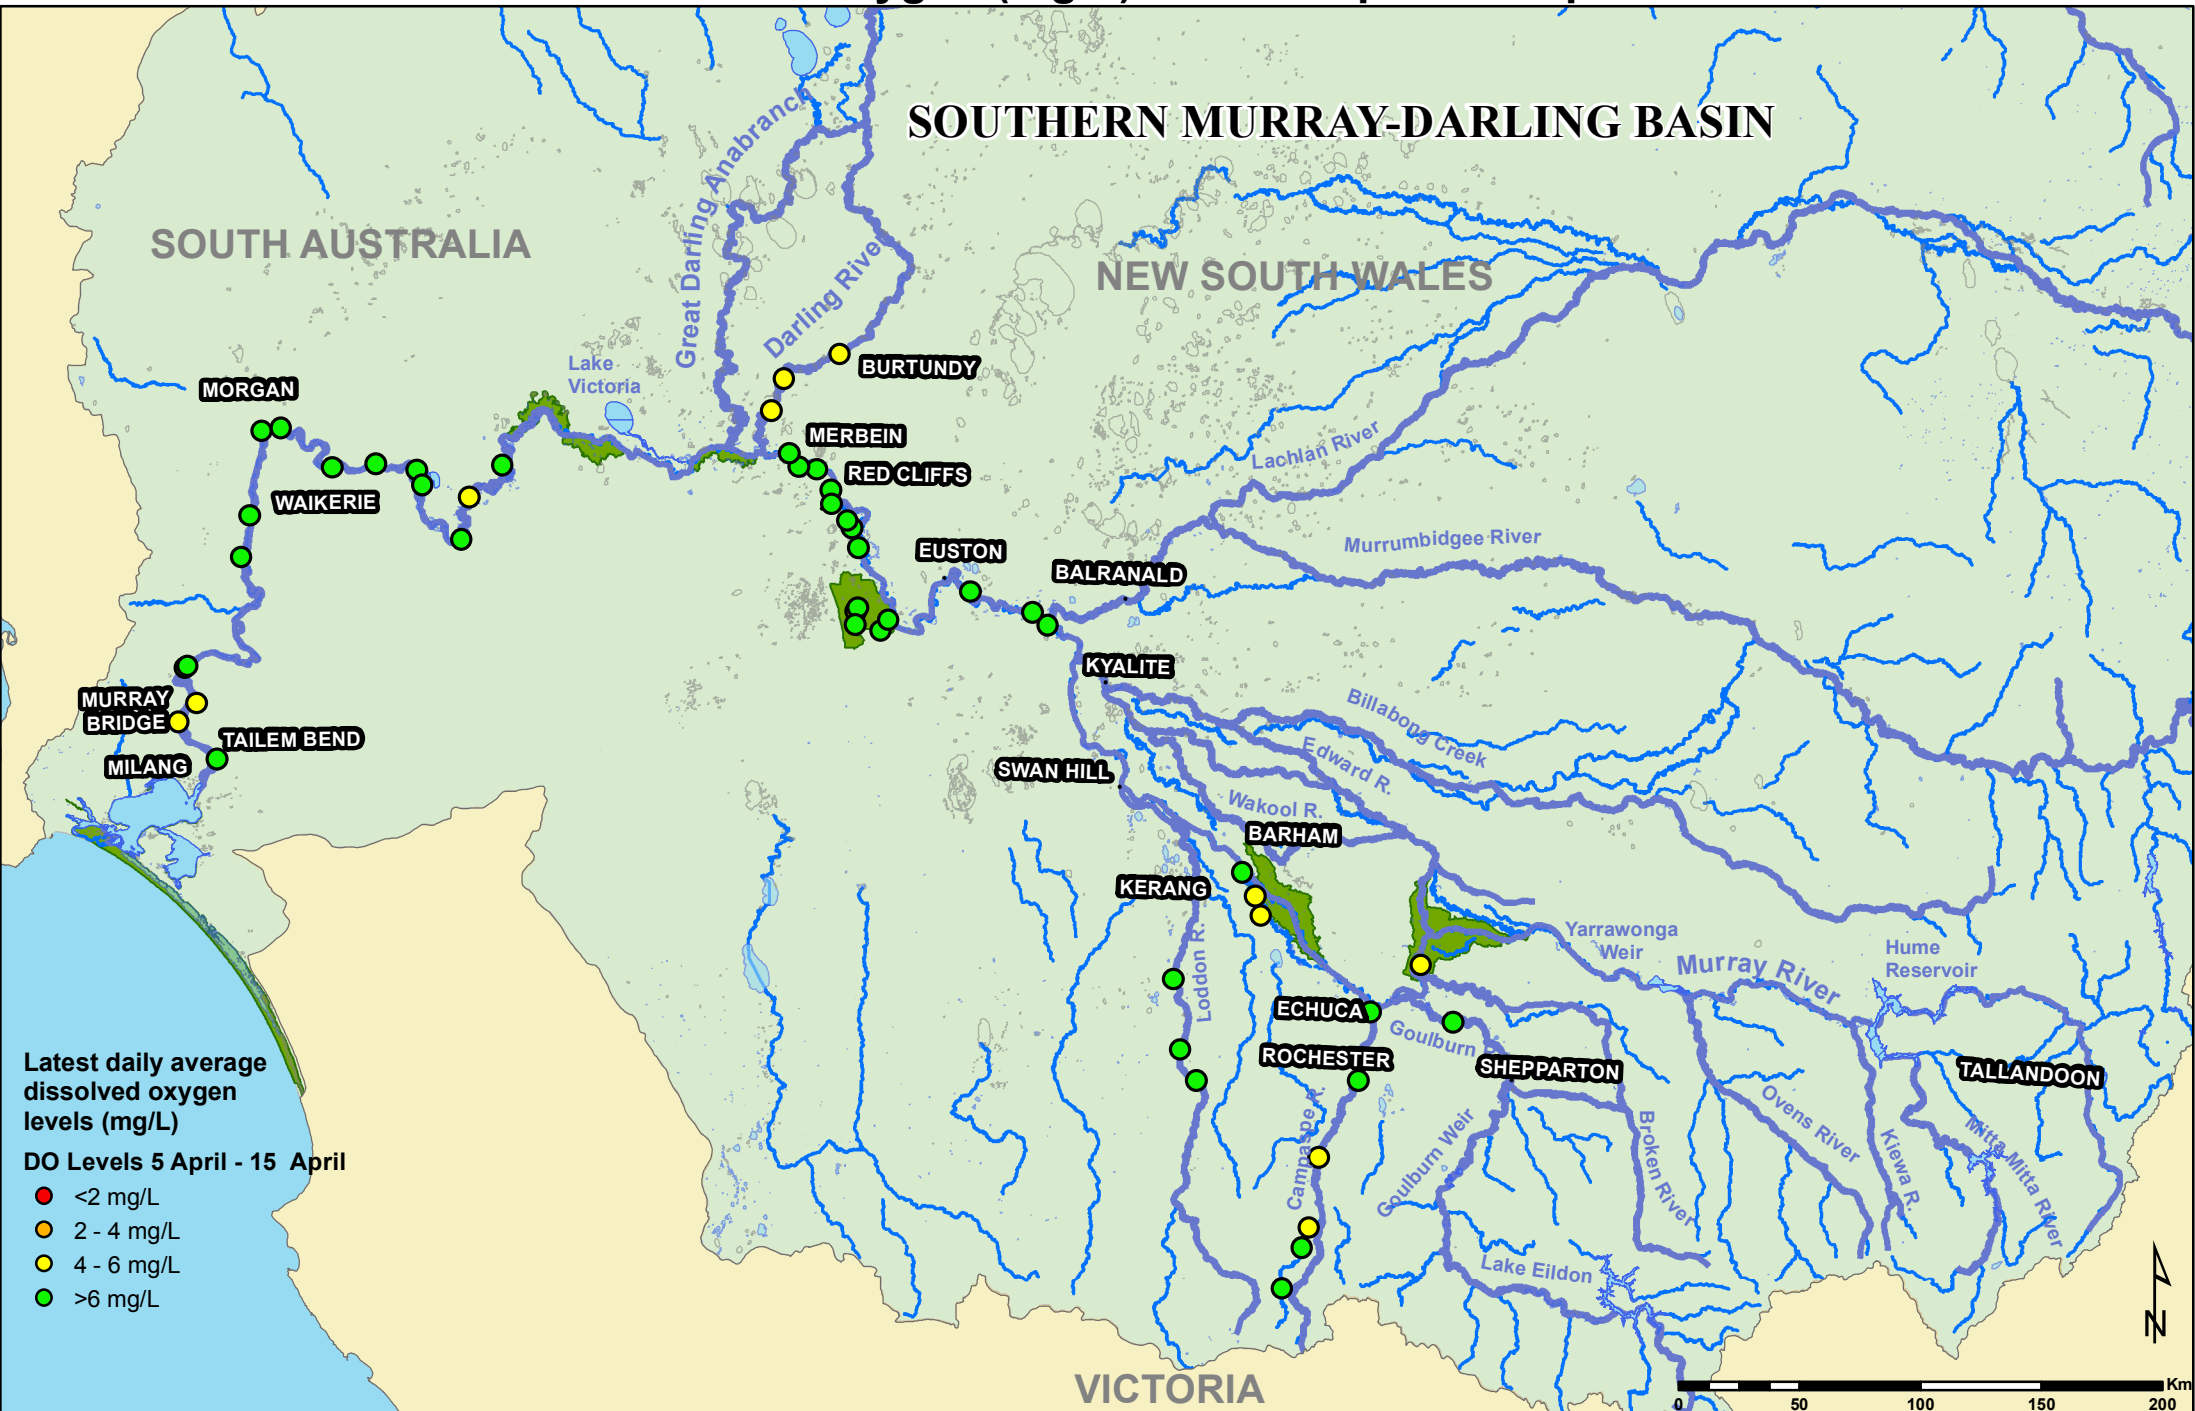 SOUTHERN MURRAY-DARLING BASIN
Great Darling Anabranch
SOUTH AUSTRALIA
NEW SOUTH WALES
Darling River
Lake
Victoria
BURTUNDY
MORGAN
MERBEIN
Lachlan River
RED CLIFFS
WAIKERIE
EUSTON
Murrumbidgee River
BALRANALD
KYALITE
MURRAY
BRIDGE
TAILEM BEND
MILANG
Billabong Creek
Edward R.
SWAN HILL
Wakool R.
BARHAM
KERANG
Yarrawonga
Weir
Hume
Reservoir
Murray River
Loddon R.
ECHUCA
Goulburn
ROCHESTER
SHEPPARTON
TALLANDOON
Campaspe R.
Goulburn Weir
Broken River
Ovens River
Kiewa R.
Mitta-Mitta River
Lake Eildon
VICTORIA
Latest daily average
dissolved oxygen
levels (mg/L)
DO Levels 5 April - 15 April
<2 mg/L
2 - 4 mg/L
4 - 6 mg/L
>6 mg/L
N
Km
0 50 100 150 200